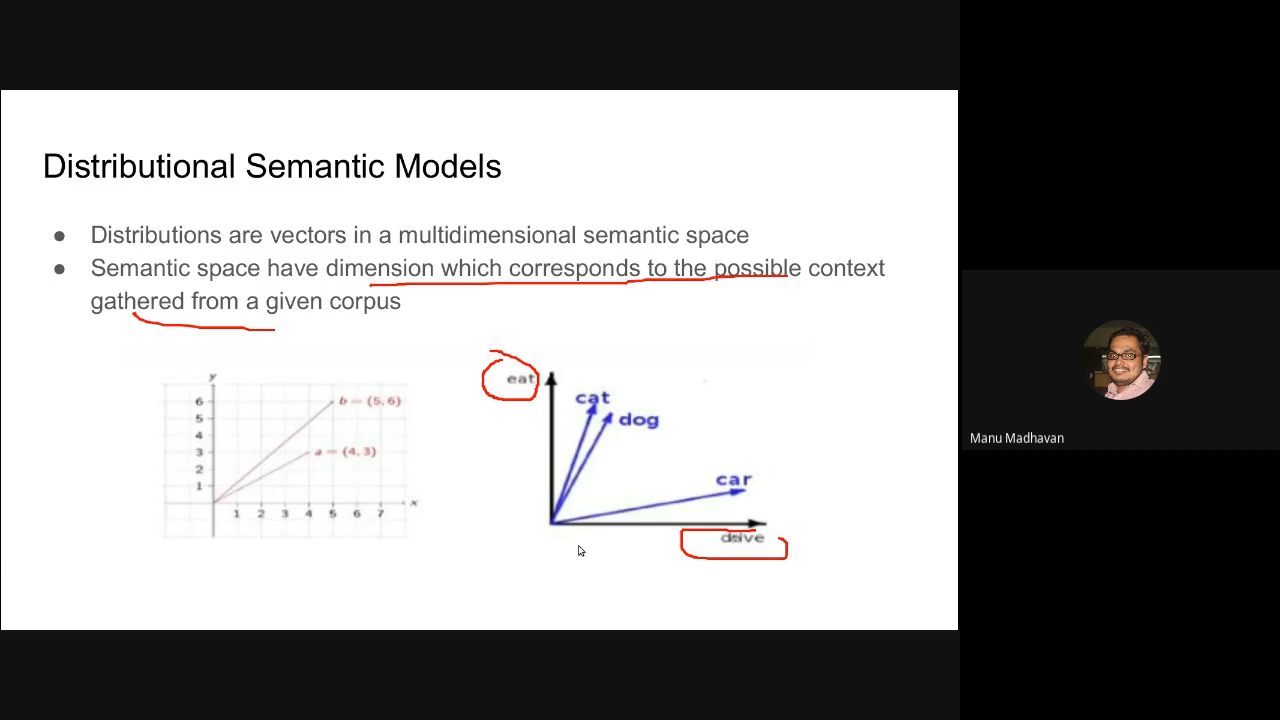 Distributional Semantic Models
● Distributions are vectors in a multidimensional semantic space
● Semantic space have dimension which corresponds to the possible context
gathered from a given corpus
y
6
5
4
3
2
1
b = (5, 6)
a = (4, 3)
1 2 3 4 5 6 7
x
eat
cat
dog
car
Manu Madhavan